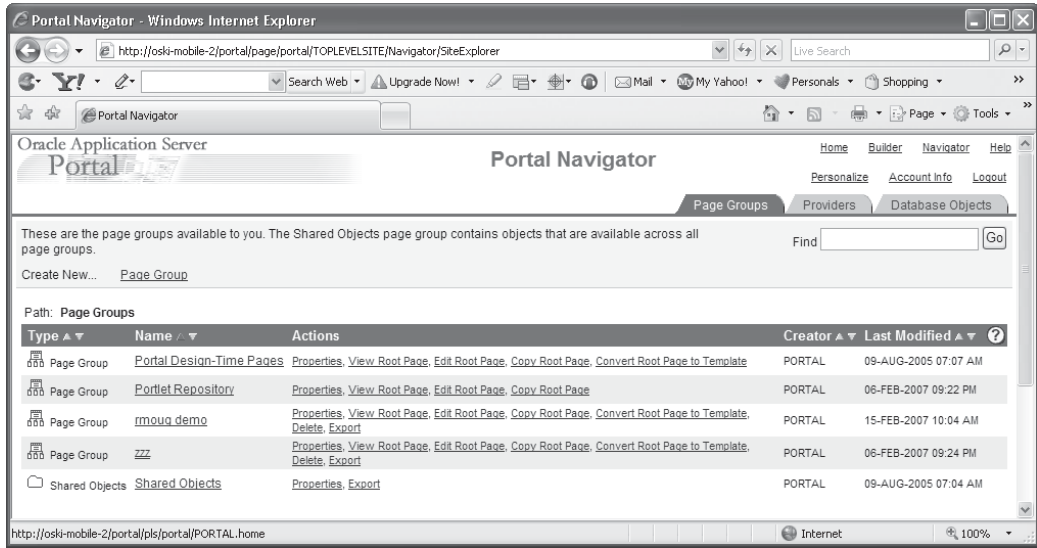 Portal Navigator - Windows Internet Explorer
http://oski-mobile-2/portal/page/portal/TOPLEVELSITE/Navigator/SiteExplorer
Live Search
Y! Search Web Upgrade Now! Mail My Yahoo! Personals Shopping »
Portal Navigator Page Tools »
Oracle Application Server
Portal
Portal Navigator
Home Builder Navigator Help
Personalize Account Info Logout
Page Groups Providers Database Objects
These are the page groups available to you. The Shared Objects page group contains objects that are available across all
page groups.
Find Go
Create New... Page Group
Path: Page Groups
Type Name Actions Creator Last Modified ?
Page Group Portal Design-Time Pages Properties, View Root Page, Edit Root Page, Copy Root Page, Convert Root Page to Template PORTAL 09-AUG-2005 07:07 AM
Page Group Portlet Repository Properties, View Root Page, Edit Root Page, Copy Root Page PORTAL 06-FEB-2007 09:22 PM
Page Group rmoug demo Properties, View Root Page, Edit Root Page, Copy Root Page, Convert Root Page to Template, PORTAL 15-FEB-2007 10:04 AM
Delete, Export
Page Group zzz Properties, View Root Page, Edit Root Page, Copy Root Page, Convert Root Page to Template, PORTAL 06-FEB-2007 09:24 PM
Delete, Export
Shared Objects Shared Objects Properties, Export PORTAL 09-AUG-2005 07:04 AM
http://oski-mobile-2/portal/pls/portal/PORTAL.home Internet 100%